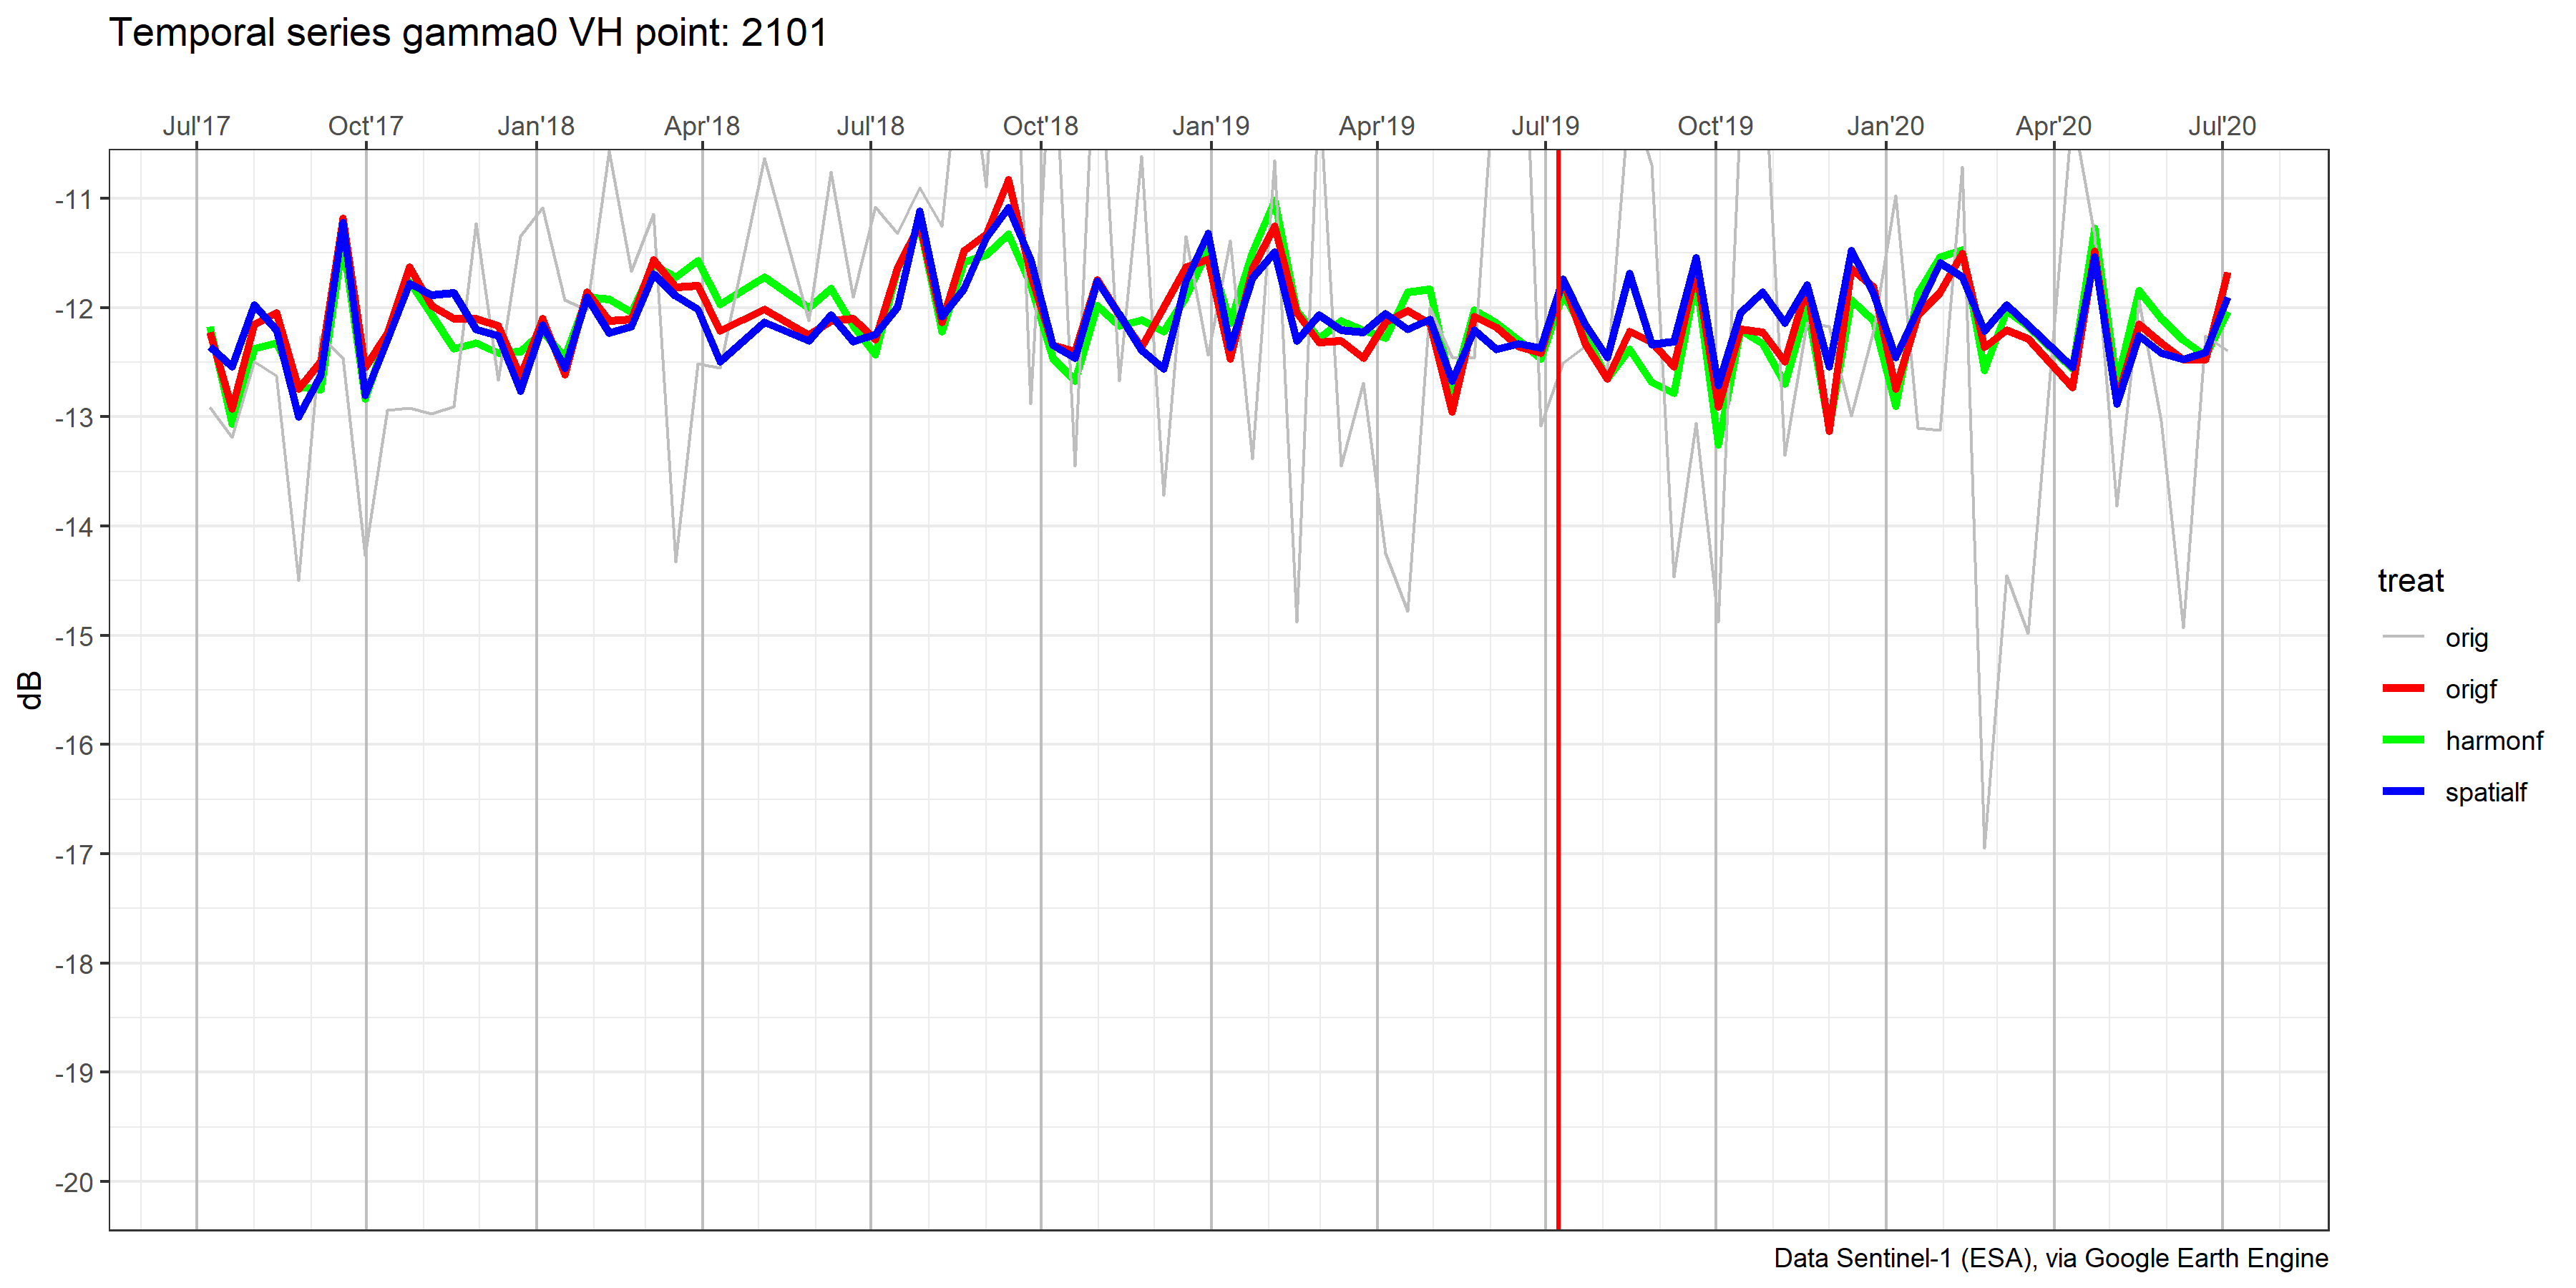 Temporal series gamma0 VH point: 2101
Jul'17 Oct'17 Jan'18 Apr'18 Jul'18 Oct'18 Jan'19 Apr'19 Jul'19 Oct'19 Jan'20 Apr'20 Jul'20
-11
-12
-13
-14
-15
-16
-17
-18
-19
-20
dB
treat
orig
origf
harmonf
spatialf
Data Sentinel-1 (ESA), via Google Earth Engine